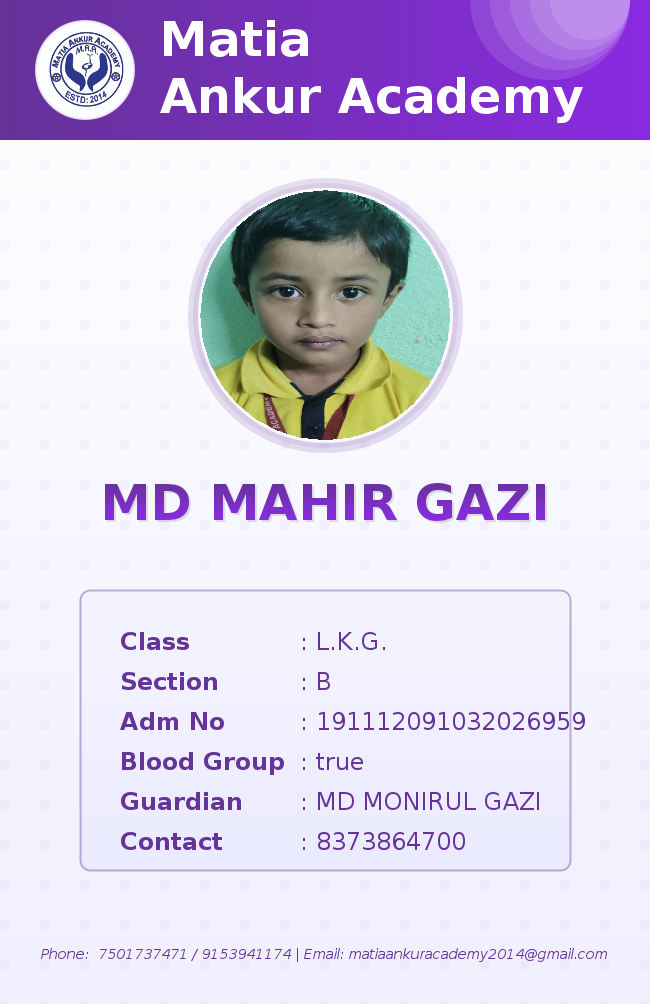 Matia
Ankur Academy
MATIA ANKUR ACADEMY
M.A.A.
ESTD: 2014
ACADEMY
MD MAHIR GAZI
Class : L.K.G.
Section : B
Adm No : 191112091032026959
Blood Group : true
Guardian : MD MONIRUL GAZI
Contact : 8373864700
Phone: 7501737471 / 9153941174 | Email: matiaankuracademy2014@gmail.com